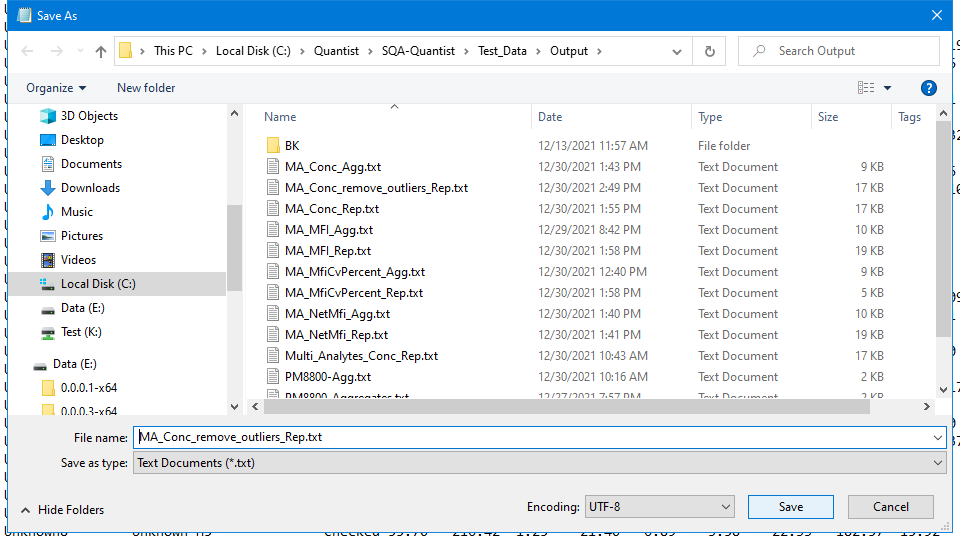 Save As
This PC > Local Disk (C:) > Quantist > SQA-Quantist > Test_Data > Output >
Search Output
Organize
New folder
3D Objects
Desktop
Documents
Downloads
Music
Pictures
Videos
Local Disk (C:)
Data (E:)
Test (K:)
Data (E:)
0.0.0.1-x64
0.0.0.3-x64
Name Date Type Size Tags
BK 12/13/2021 11:57 AM File folder
MA_Conc_Agg.txt 12/30/2021 1:43 PM Text Document 9 KB
MA_Conc_remove_outliers_Rep.txt 12/30/2021 2:49 PM Text Document 17 KB
MA_Conc_Rep.txt 12/30/2021 1:55 PM Text Document 17 KB
MA_MFI_Agg.txt 12/29/2021 8:42 PM Text Document 10 KB
MA_MFI_Rep.txt 12/30/2021 1:58 PM Text Document 19 KB
MA_MfiCvPercent_Agg.txt 12/30/2021 12:40 PM Text Document 9 KB
MA_MfiCvPercent_Rep.txt 12/30/2021 1:58 PM Text Document 5 KB
MA_NetMfi_Agg.txt 12/30/2021 1:40 PM Text Document 10 KB
MA_NetMfi_Rep.txt 12/30/2021 1:41 PM Text Document 19 KB
Multi_Analytes_Conc_Rep.txt 12/30/2021 10:43 AM Text Document 17 KB
PM8800-Agg.txt 12/30/2021 10:16 AM Text Document 2 KB
PM8800-Aggregates.txt 12/27/2021 7:57 PM Text Document 2 KB
File name: MA_Conc_remove_outliers_Rep.txt
Save as type: Text Documents (*.txt)
Hide Folders
Encoding: UTF-8
Save
Cancel